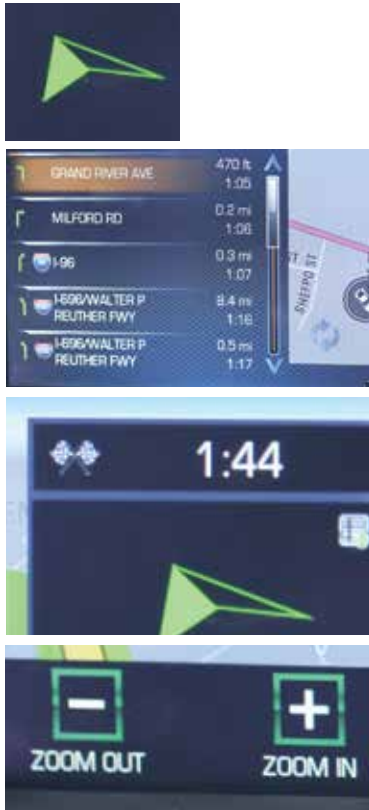 GRAND RIVER AVE
470 ft
1:05
MILFORD RD
0.2 mi
1:06
I-96
0.3 mi
1:07
I-696/WALTER P
REUTHER FWY
8.4 mi
1:16
I-696/WALTER P
REUTHER FWY
0.5 mi
1:17
1:44
ZOOM OUT
ZOOM IN